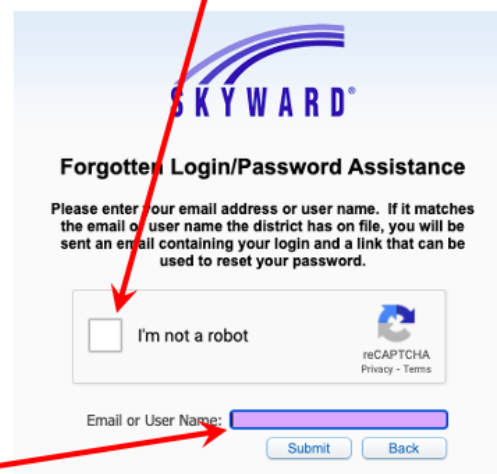 SKYWARD®
Forgotten Login/Password Assistance
Please enter your email address or user name. If it matches
the email or user name the district has on file, you will be
sent an email containing your login and a link that can be
used to reset your password.
I'm not a robot
reCAPTCHA
Privacy - Terms
Email or User Name:
Submit Back